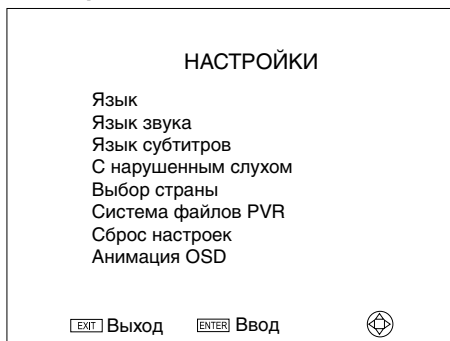 НАСТРОЙКИ
Язык
Язык звука
Язык субтитров
С нарушенным слухом
Выбор страны
Система файлов PVR
Сброс настроек
Анимация OSD
EXIT Выход ENTER Ввод